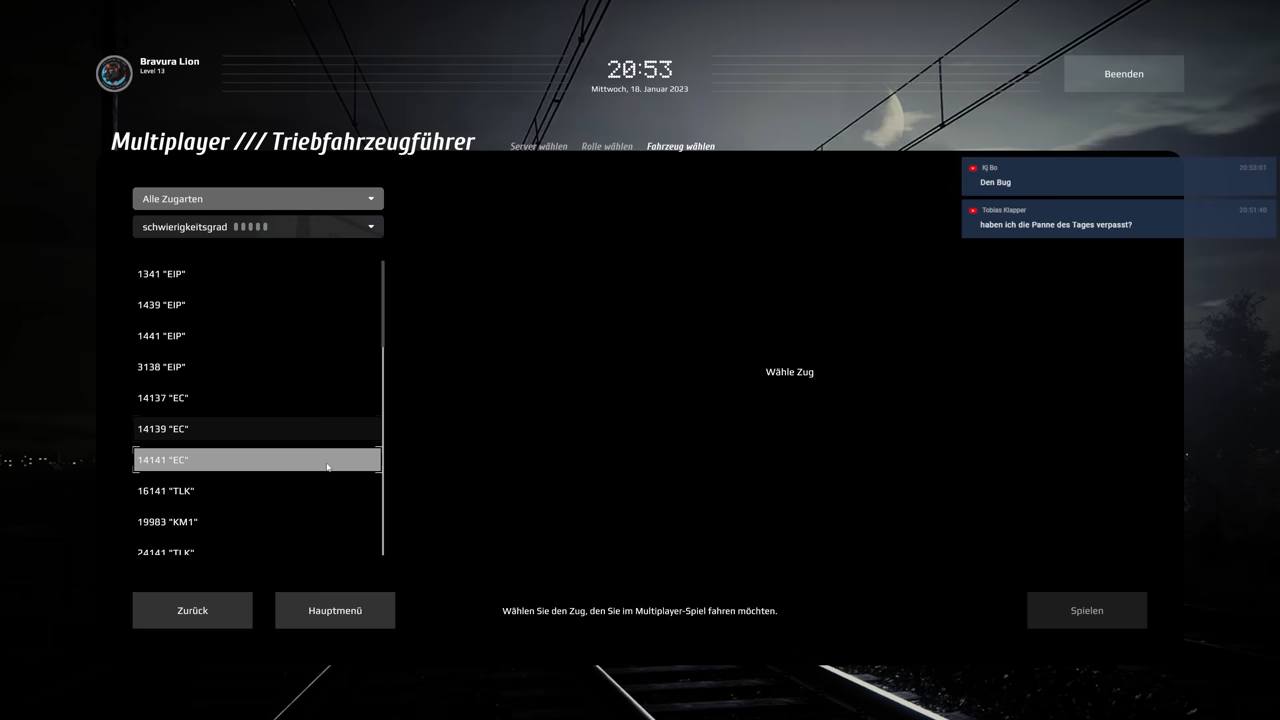 Bravura Lion
Level 13
20:53
Mittwoch, 18. Januar 2023
Beenden
Multiplayer /// Triebfahrzeugführer
Server wählen
Rolle wählen
Fahrzeug wählen
Kj Bo
20:53:01
Den Bug
Tobias Klapper
20:51:40
haben ich die Panne des Tages verpasst?
Alle Zugarten
schwierigkeitsgrad
1341 "EIP"
1439 "EIP"
1441 "EIP"
3138 "EIP"
14137 "EC"
14139 "EC"
14141 "EC"
16141 "TLK"
19983 "KM1"
24141 "TLK"
Wähle Zug
Zurück
Hauptmenü
Wählen Sie den Zug, den Sie im Multiplayer-Spiel fahren möchten.
Spielen